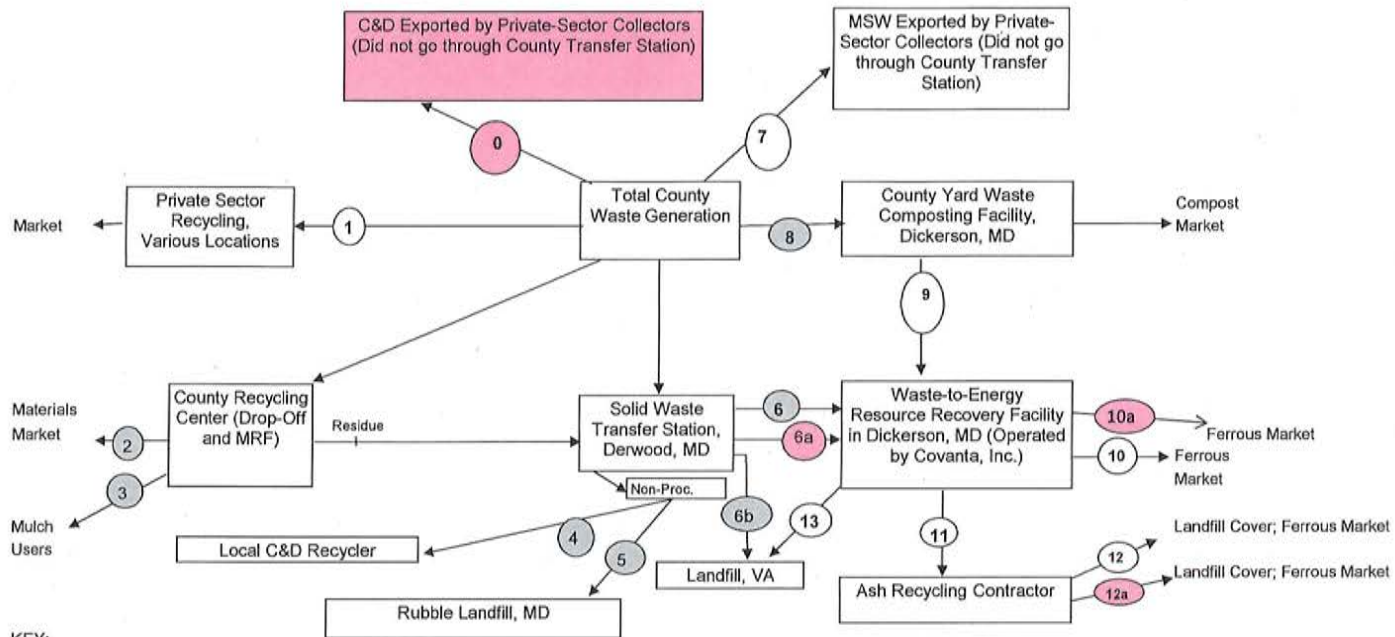 C&D Exported by Private-Sector Collectors
(Did not go through County Transfer Station)
MSW Exported by Private-
Sector Collectors (Did not go
through County Transfer
Station)
0
7
Market
Private Sector
Recycling,
Various Locations
1
Total County
Waste Generation
8
County Yard Waste
Composting Facility,
Dickerson, MD
Compost
Market
9
Materials
Market
2
3
Mulch
Users
County Recycling
Center (Drop-Off
and MRF)
Residue
Solid Waste
Transfer Station,
Derwood, MD
Non-Proc.
6
6a
6b
Waste-to-Energy
Resource Recovery Facility
in Dickerson, MD (Operated
by Covanta, Inc.)
10a
Ferrous Market
10
Ferrous
Market
4
5
13
11
Local C&D Recycler
Rubble Landfill, MD
Landfill, VA
Ash Recycling Contractor
12
Landfill Cover; Ferrous Market
12a
Landfill Cover; Ferrous Market
KEY: